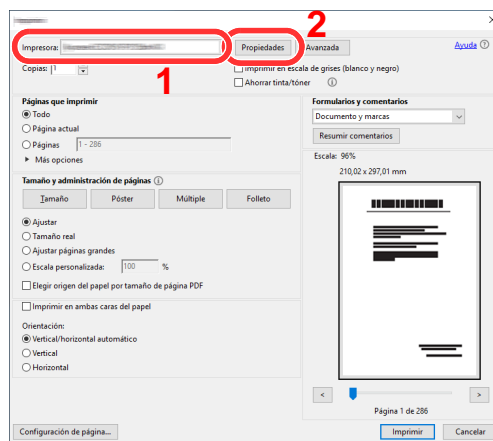 2
Impresora:
Propiedades
Avanzada
Ayuda
Copias: 1
Imprimir en escala de grises (blanco y negro)
1
Ahorrar tinta/tóner
Páginas que imprimir
Todo
Página actual
Páginas
1 - 286
Más opciones
Formularios y comentarios
Documento y marcas
Resumir comentarios
Escala: 96%
210,02 x 297,01 mm
Tamaño y administración de páginas
Tamaño
Póster
Múltiple
Folleto
Ajustar
Tamaño real
Ajustar páginas grandes
Escala personalizada:
100
%
Elegir origen del papel por tamaño de página PDF
Imprimir en ambas caras del papel
Orientación:
Vertical/horizontal automático
Vertical
Horizontal
<
>
Página 1 de 286
Configuración de página...
Imprimir
Cancelar